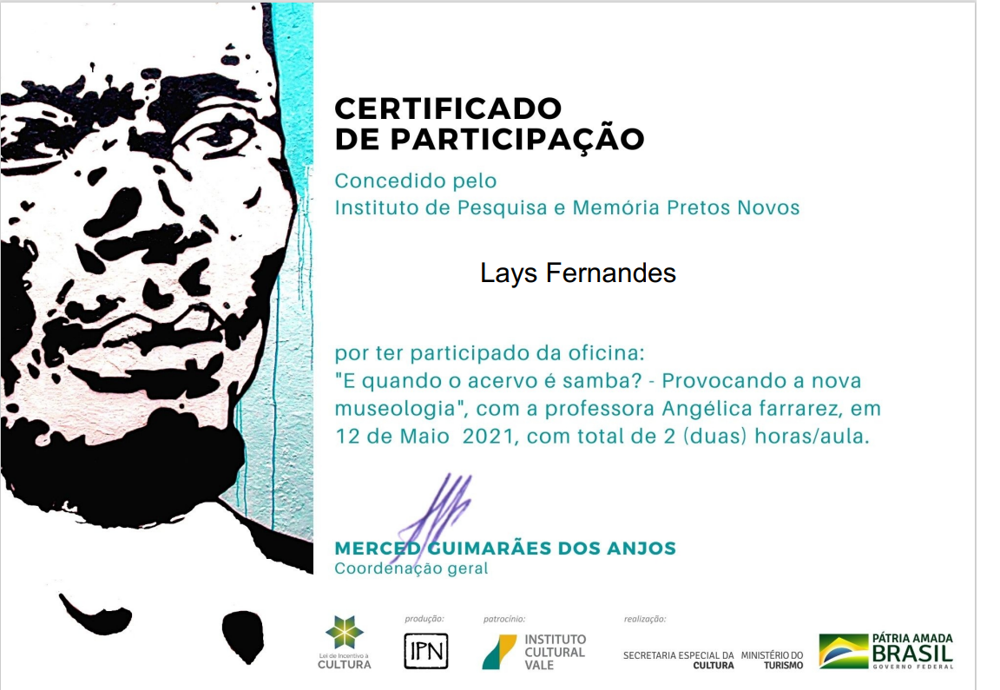 CERTIFICADO
DE PARTICIPAÇÃO
Concedido pelo
Instituto de Pesquisa e Memória Pretos Novos
Lays Fernandes
por ter participado da oficina:
"E quando o acervo é samba? - Provocando a nova
museologia", com a professora Angélica farrarez, em
12 de Maio  2021, com total de 2 (duas) horas/aula.
MERCED GUIMARÃES DOS ANJOS
Coordenação geral
Lei de Incentivo à
CULTURA
produção:
IPN
patrocínio:
INSTITUTO
CULTURAL
VALE
realização:
SECRETARIA ESPECIAL DA
CULTURA
MINISTÉRIO DO
TURISMO
PÁTRIA AMADA
BRASIL
GOVERNO FEDERAL